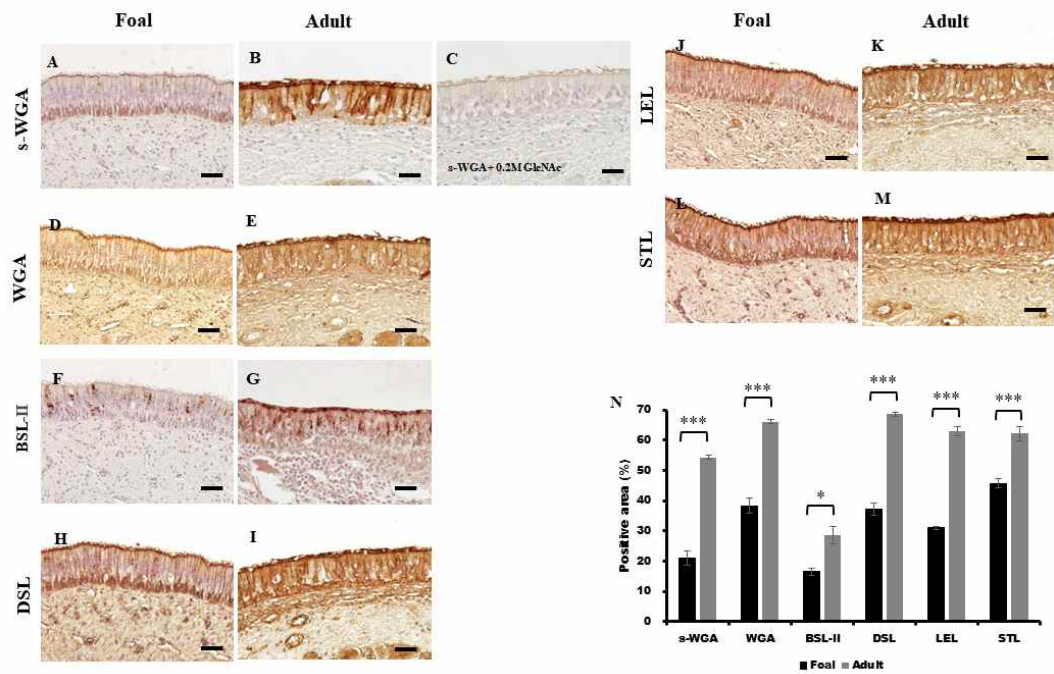 Foal Adult
A B C
s-WGA
s-WGA+ 0.2M GlcNAc
D E
WGA
F G
BSL-II
H I
DSL
Foal Adult
J K
LEL
L M
STL
N
*** *** * *** *** ***
Positive area (%)
70
60
50
40
30
20
10
0
s-WGA WGA BSL-II DSL LEL STL
Foal Adult